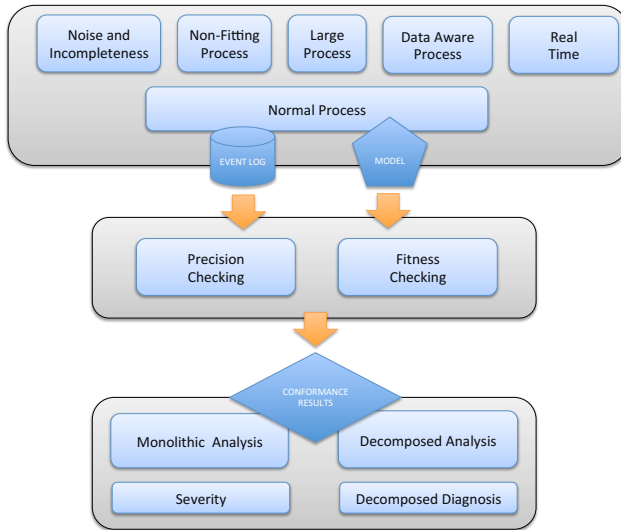 Noise and
Incompleteness
Non-Fitting
Process
Large
Process
Data Aware
Process
Real
Time
Normal Process
EVENT LOG
MODEL
Precision
Checking
Fitness
Checking
CONFORMANCE
RESULTS
Monolithic Analysis
Decomposed Analysis
Severity
Decomposed Diagnosis